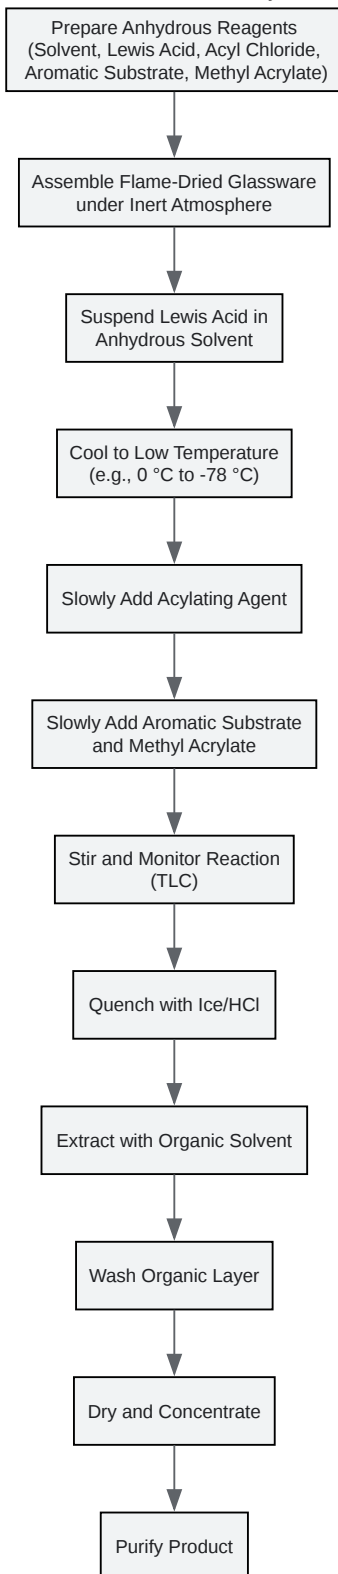 Prepare Anhydrous Reagents
(Solvent, Lewis Acid, Acyl Chloride,
Aromatic Substrate, Methyl Acrylate)
Assemble Flame-Dried Glassware
under Inert Atmosphere
Suspend Lewis Acid in
Anhydrous Solvent
Cool to Low Temperature
(e.g., 0 °C to -78 °C)
Slowly Add Acylating Agent
Slowly Add Aromatic Substrate
and Methyl Acrylate
Stir and Monitor Reaction
(TLC)
Quench with Ice/HCl
Extract with Organic Solvent
Wash Organic Layer
Dry and Concentrate
Purify Product